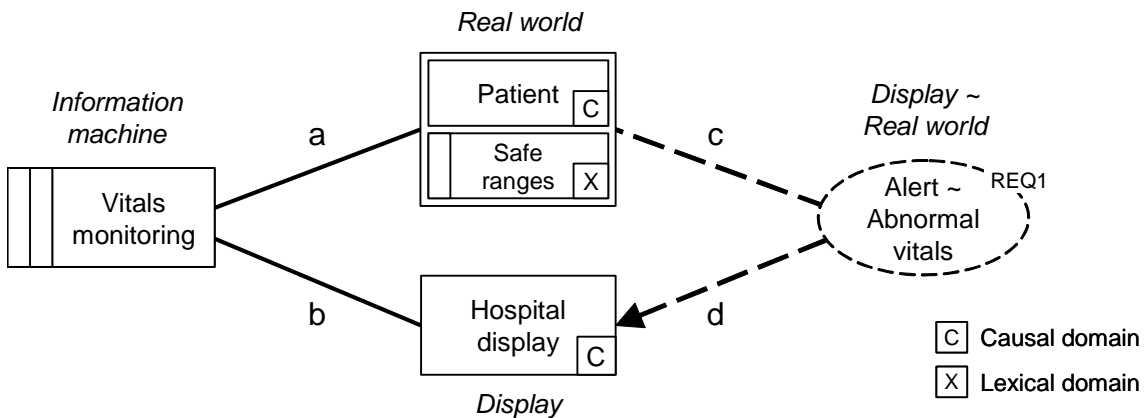 Real world
Information
machine
Patient
C
Safe
ranges
X
a
c
Display ~
Real world
REQ1
Alert ~
Abnormal
vitals
Vitals
monitoring
b
d
Hospital
display
C
Display
C Causal domain
X Lexical domain